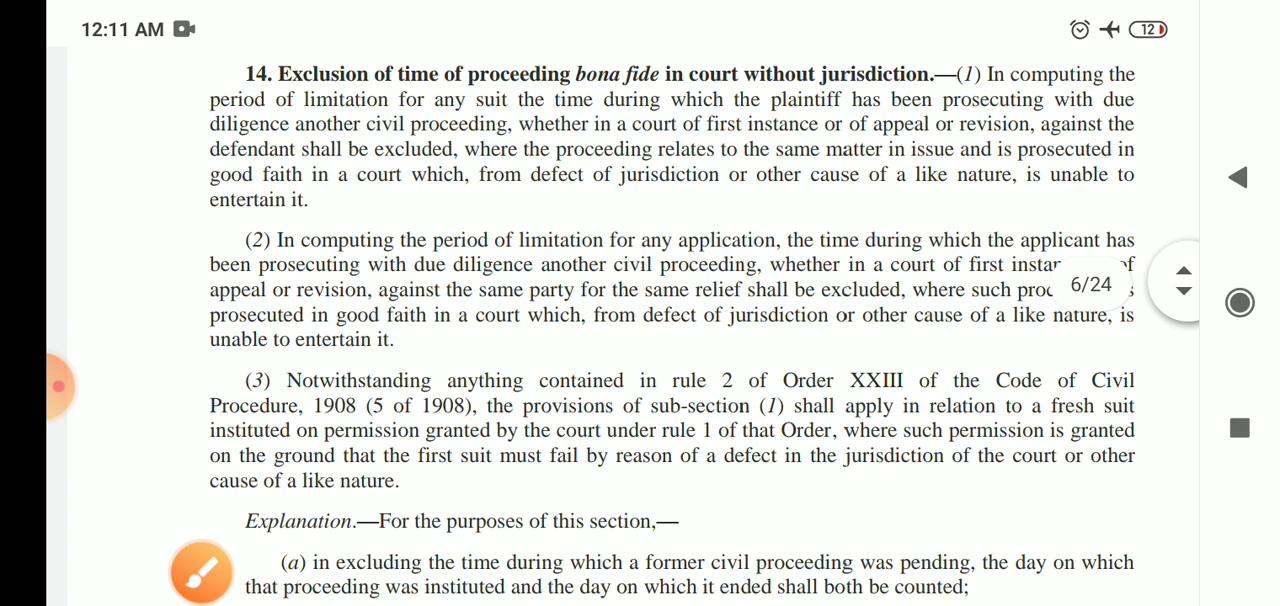 12:11 AM 12
14. Exclusion of time of proceeding bona fide in court without jurisdiction.—(1) In computing the
period of limitation for any suit the time during which the plaintiff has been prosecuting with due
diligence another civil proceeding, whether in a court of first instance or of appeal or revision, against the
defendant shall be excluded, where the proceeding relates to the same matter in issue and is prosecuted in
good faith in a court which, from defect of jurisdiction or other cause of a like nature, is unable to
entertain it.
(2) In computing the period of limitation for any application, the time during which the applicant has
been prosecuting with due diligence another civil proceeding, whether in a court of first
appeal or revision, against the same party for the same relief shall be excluded, where such 6/24
prosecuted in good faith in a court which, from defect of jurisdiction or other cause of a like nature, is
unable to entertain it.
(3) Notwithstanding anything contained in rule 2 of Order XXIII of the Code of Civil
Procedure, 1908 (5 of 1908), the provisions of sub-section (1) shall apply in relation to a fresh suit
instituted on permission granted by the court under rule 1 of that Order, where such permission is granted
on the ground that the first suit must fail by reason of a defect in the jurisdiction of the court or other
cause of a like nature.
Explanation.—For the purposes of this section,—
(a) in excluding the time during which a former civil proceeding was pending, the day on which
that proceeding was instituted and the day on which it ended shall both be counted;